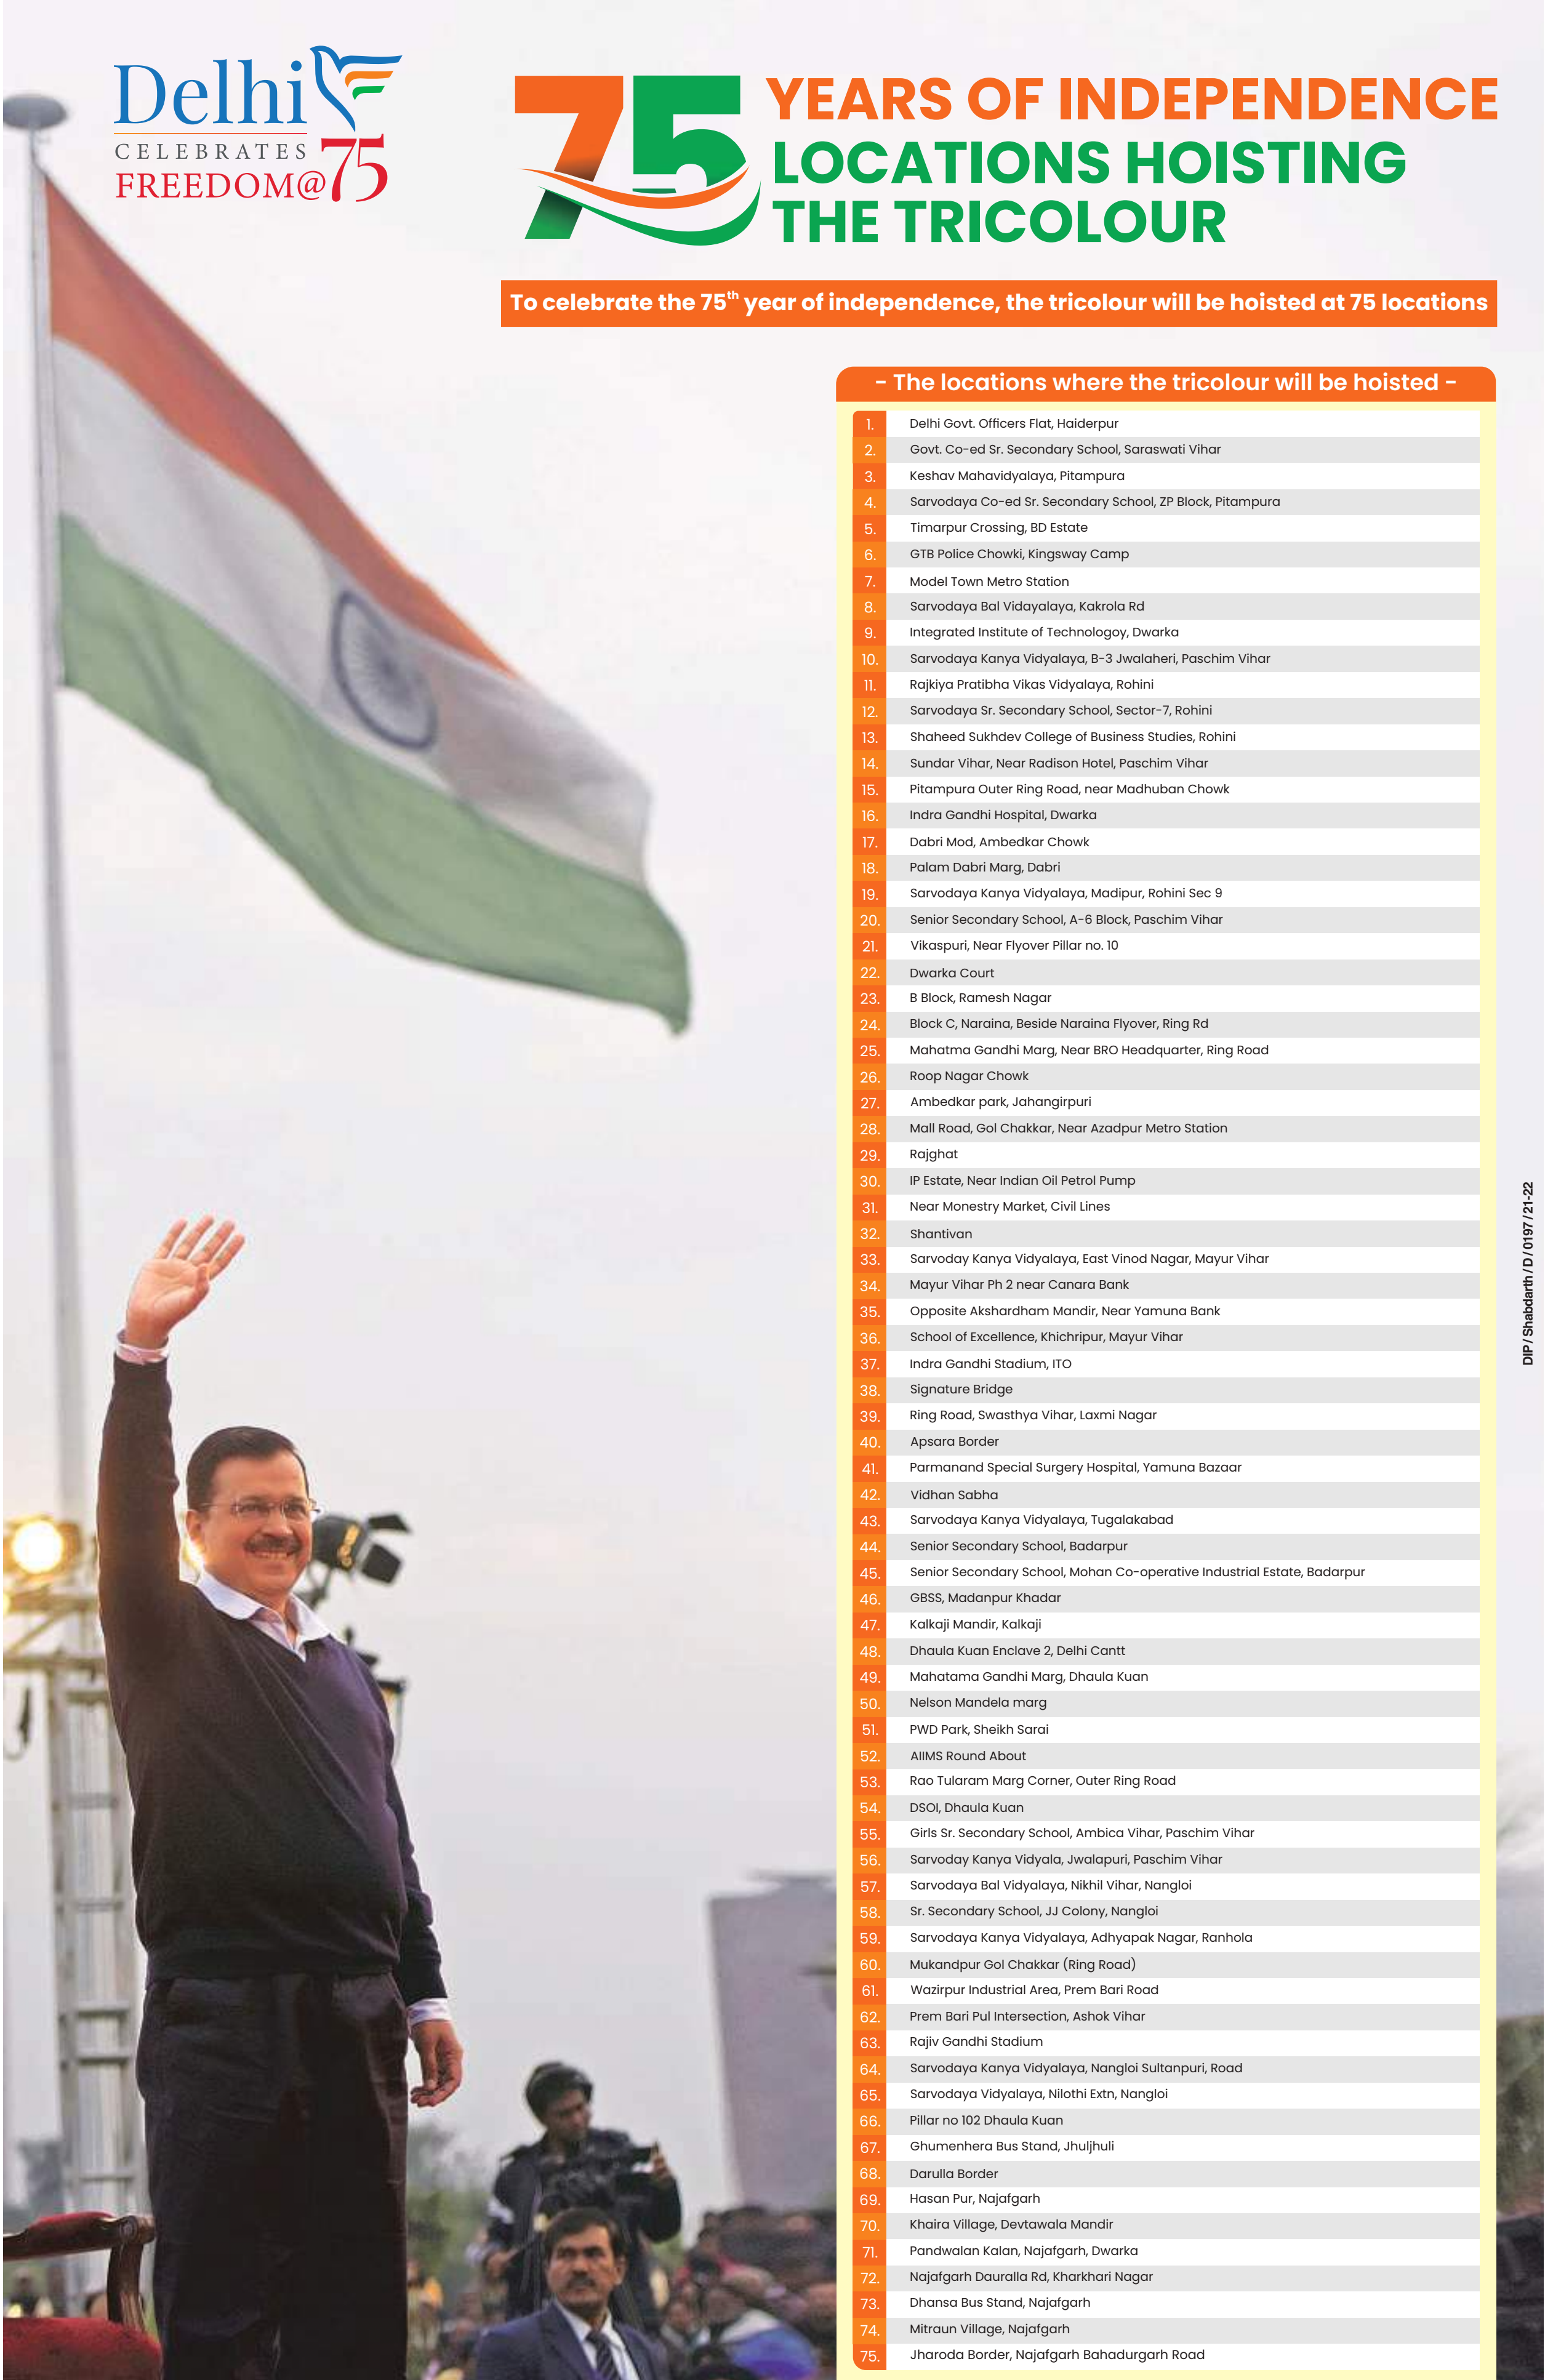 Delhi
CELEBRATES
FREEDOM@75
75 YEARS OF INDEPENDENCE
LOCATIONS HOISTING
THE TRICOLOUR
To celebrate the 75th year of independence, the tricolour will be hoisted at 75 locations
- The locations where the tricolour will be hoisted -
1. Delhi Govt. Officers Flat, Haiderpur
2. Govt. Co-ed Sr. Secondary School, Saraswati Vihar
3. Keshav Mahavidyalaya, Pitampura
4. Sarvodaya Co-ed Sr. Secondary School, ZP Block, Pitampura
5. Timarpur Crossing, BD Estate
6. GTB Police Chowki, Kingsway Camp
7. Model Town Metro Station
8. Sarvodaya Bal Vidayalaya, Kakrola Rd
9. Integrated Institute of Technologoy, Dwarka
10. Sarvodaya Kanya Vidyalaya, B-3 Jwalaheri, Paschim Vihar
11. Rajkiya Pratibha Vikas Vidyalaya, Rohini
12. Sarvodaya Sr. Secondary School, Sector-7, Rohini
13. Shaheed Sukhdev College of Business Studies, Rohini
14. Sundar Vihar, Near Radison Hotel, Paschim Vihar
15. Pitampura Outer Ring Road, near Madhuban Chowk
16. Indra Gandhi Hospital, Dwarka
17. Dabri Mod, Ambedkar Chowk
18. Palam Dabri Marg, Dabri
19. Sarvodaya Kanya Vidyalaya, Madipur, Rohini Sec 9
20. Senior Secondary School, A-6 Block, Paschim Vihar
21. Vikaspuri, Near Flyover Pillar no. 10
22. Dwarka Court
23. B Block, Ramesh Nagar
24. Block C, Naraina, Beside Naraina Flyover, Ring Rd
25. Mahatma Gandhi Marg, Near BRO Headquarter, Ring Road
26. Roop Nagar Chowk
27. Ambedkar park, Jahangirpuri
28. Mall Road, Gol Chakkar, Near Azadpur Metro Station
29. Rajghat
30. IP Estate, Near Indian Oil Petrol Pump
31. Near Monestry Market, Civil Lines
32. Shantivan
33. Sarvoday Kanya Vidyalaya, East Vinod Nagar, Mayur Vihar
34. Mayur Vihar Ph 2 near Canara Bank
35. Opposite Akshardham Mandir, Near Yamuna Bank
36. School of Excellence, Khichripur, Mayur Vihar
37. Indra Gandhi Stadium, ITO
38. Signature Bridge
39. Ring Road, Swasthya Vihar, Laxmi Nagar
40. Apsara Border
41. Parmanand Special Surgery Hospital, Yamuna Bazaar
42. Vidhan Sabha
43. Sarvodaya Kanya Vidyalaya, Tugalakabad
44. Senior Secondary School, Badarpur
45. Senior Secondary School, Mohan Co-operative Industrial Estate, Badarpur
46. GBSS, Madanpur Khadar
47. Kalkaji Mandir, Kalkaji
48. Dhaula Kuan Enclave 2, Delhi Cantt
49. Mahatama Gandhi Marg, Dhaula Kuan
50. Nelson Mandela marg
51. PWD Park, Sheikh Sarai
52. AIIMS Round About
53. Rao Tularam Marg Corner, Outer Ring Road
54. DSOI, Dhaula Kuan
55. Girls Sr. Secondary School, Ambica Vihar, Paschim Vihar
56. Sarvoday Kanya Vidyala, Jwalapuri, Paschim Vihar
57. Sarvodaya Bal Vidyalaya, Nikhil Vihar, Nangloi
58. Sr. Secondary School, JJ Colony, Nangloi
59. Sarvodaya Kanya Vidyalaya, Adhyapak Nagar, Ranhola
60. Mukandpur Gol Chakkar (Ring Road)
61. Wazirpur Industrial Area, Prem Bari Road
62. Prem Bari Pul Intersection, Ashok Vihar
63. Rajiv Gandhi Stadium
64. Sarvodaya Kanya Vidyalaya, Nangloi Sultanpuri, Road
65. Sarvodaya Vidyalaya, Nilothi Extn, Nangloi
66. Pillar no 102 Dhaula Kuan
67. Ghumenhera Bus Stand, Jhuljhuli
68. Darulla Border
69. Hasan Pur, Najafgarh
70. Khaira Village, Devtawala Mandir
71. Pandwalan Kalan, Najafgarh, Dwarka
72. Najafgarh Dauralla Rd, Kharkhari Nagar
73. Dhansa Bus Stand, Najafgarh
74. Mitraun Village, Najafgarh
75. Jharoda Border, Najafgarh Bahadurgarh Road
DIP / Shabdarth / D / 0197 / 21-22